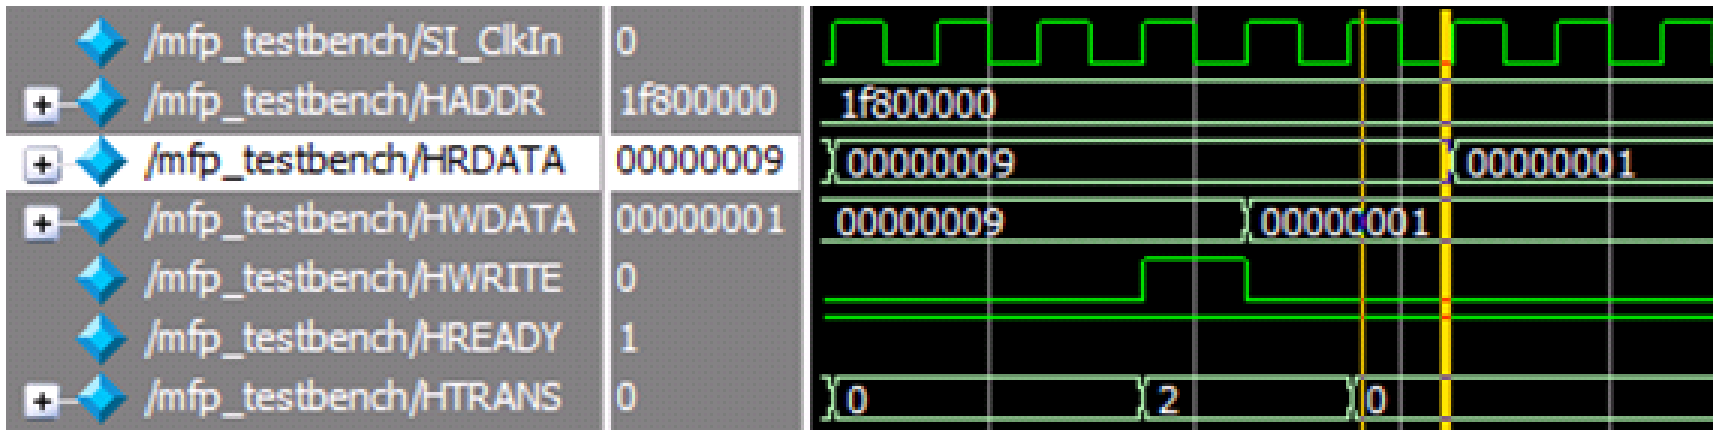 /mfp_testbench/SI_ClkIn 0
/mfp_testbench/HADDR 1f800000 1f800000
/mfp_testbench/HRDATA 00000009 00000009 00000001
/mfp_testbench/HWDATA 00000001 00000009 00000001
/mfp_testbench/HWRITE 0
/mfp_testbench/HREADY 1
/mfp_testbench/HTRANS 0 0 2 0